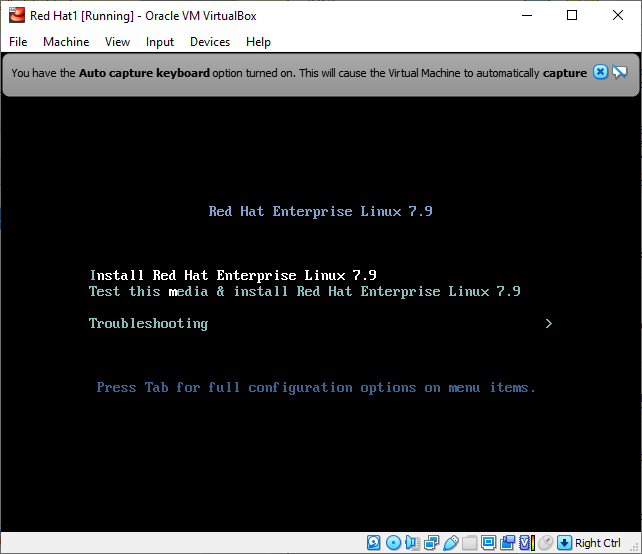 Red Hat1 [Running] - Oracle VM VirtualBox
File Machine View Input Devices Help
You have the Auto capture keyboard option turned on. This will cause the Virtual Machine to automatically capture
Red Hat Enterprise Linux 7.9
Install Red Hat Enterprise Linux 7.9
Test this media & install Red Hat Enterprise Linux 7.9
Troubleshooting >
Press Tab for full configuration options on menu items.
Right Ctrl